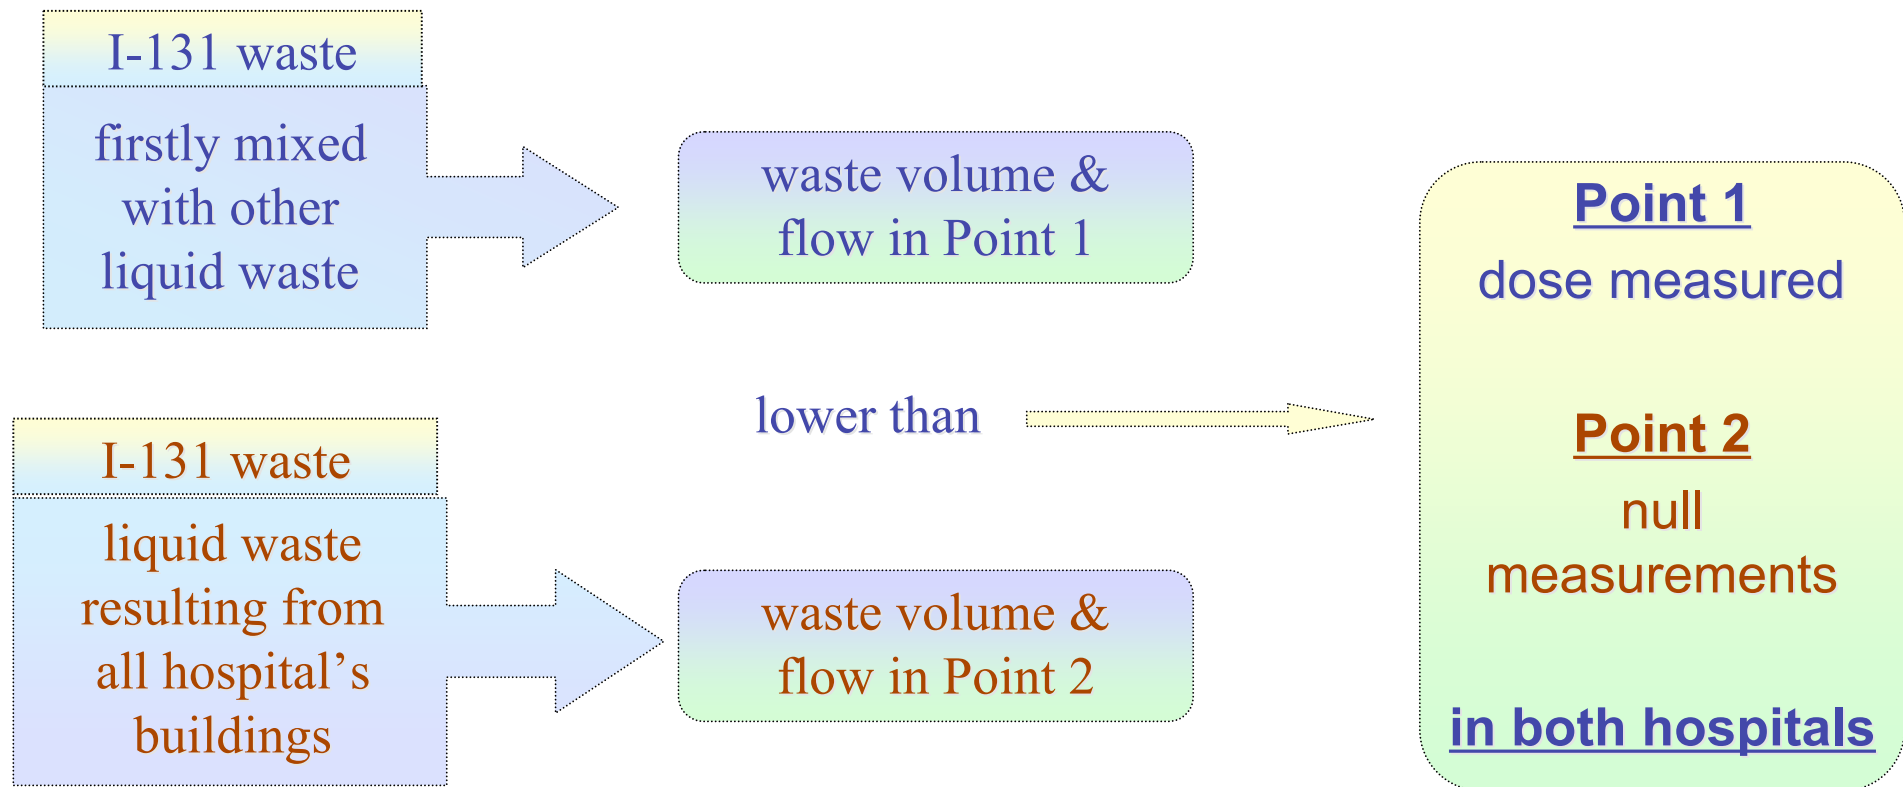 I-131 waste
firstly mixed
with other
liquid waste
waste volume &
flow in Point 1
lower than
I-131 waste
liquid waste
resulting from
all hospital’s
buildings
waste volume &
flow in Point 2
Point 1
dose measured
Point 2
null
measurements
in both hospitals